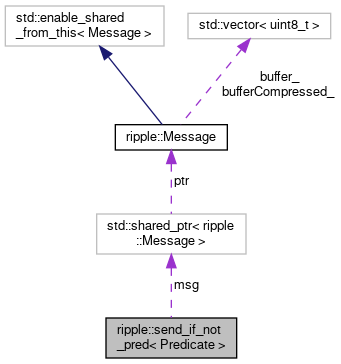 std::enable_shared
_from_this< Message >
std::vector< uint8_t >
buffer_
bufferCompressed_
ripple::Message
ptr
std::shared_ptr< ripple
::Message >
msg
ripple::send_if_not
_pred< Predicate >